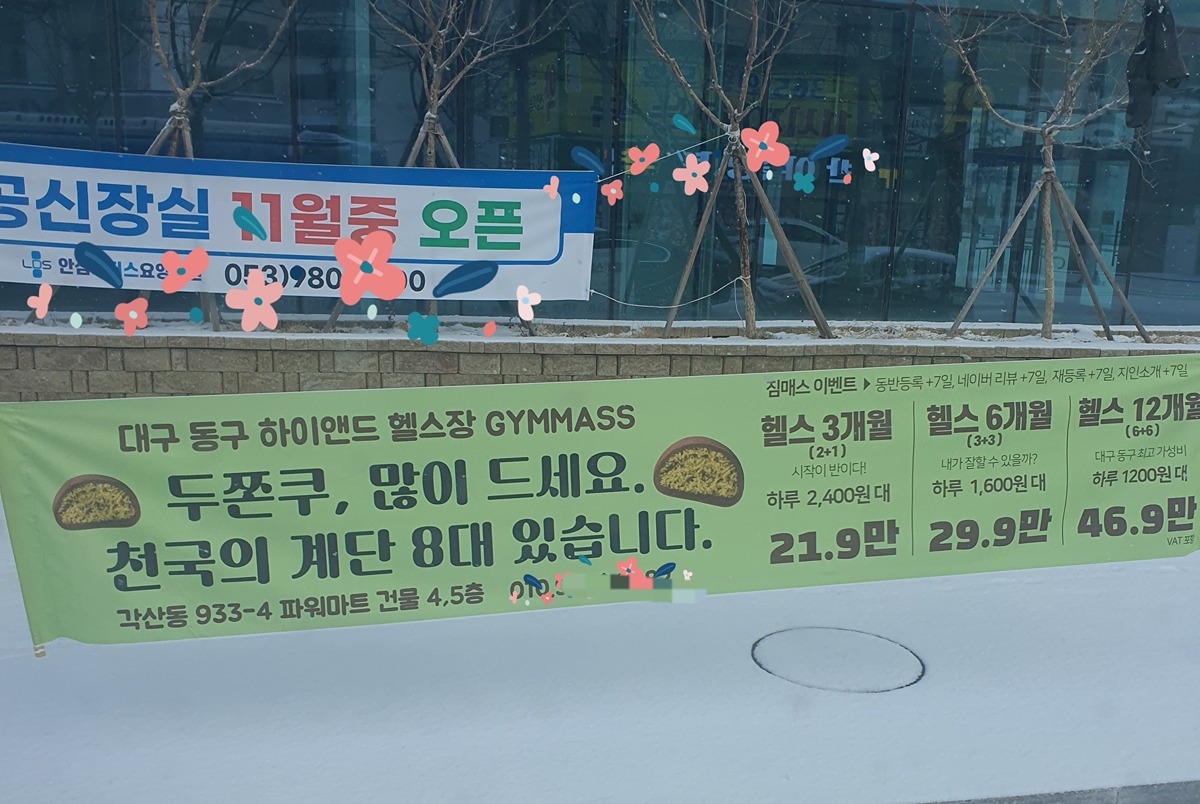 공신장실 11월중 오픈
대구 동구 하이앤드 헬스장 GYMMASS
두쫀쿠, 많이 드세요.
천국의 계단 8대 있습니다.
각산동 933-4 파워마트 건물 4,5층
짐매스 이벤트 ▶ 동반등록 +7일, 네이버 리뷰 +7일, 재등록 +7일, 지인소개 +7일
헬스 3개월
(2+1)
시작이 반이다!
하루 2,400원 대
21.9만
헬스 6개월
(3+3)
내가 잘할 수 있을까?
하루 1,600원 대
29.9만
헬스 12개월
(6+6)
대구 동구 최고 가성비
하루 1200원 대
46.9만
VAT 포함